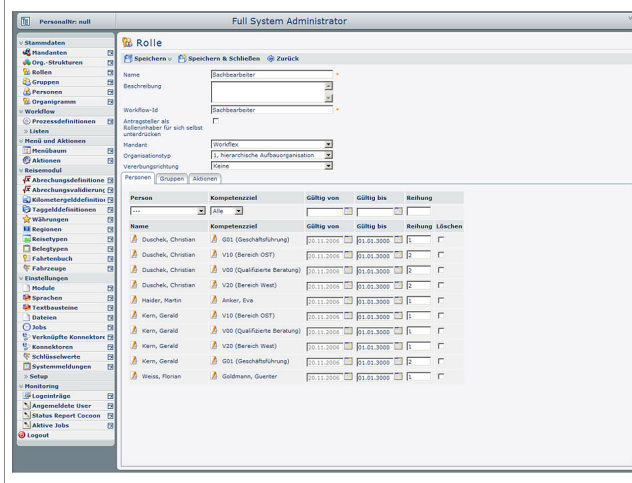 PersonalNr: null
Full System Administrator
Stammdaten
Mandanten
Org.-Strukturen
Rollen
Gruppen
Personen
Organigramm
Workflow
Prozessdefinitionen
» Listen
Menü und Aktionen
Menübaum
Aktionen
Reisemodul
Abrechungsdefinitione
Abrechungsvalidierung
Kilometergelddefinition
Taggelddefinitionen
Währungen
Regionen
Reisetypen
Belegtypen
Fahrtenbuch
Fahrzeuge
Einstellungen
Module
Sprachen
Textbausteine
Dateien
Jobs
Verknüpfte Konnektore
Konnektoren
Schlüsselwerte
Systemmeldungen
» Setup
Monitoring
Logeinträge
Angemeldete User
Status Report Cocoon
Aktive Jobs
Logout
Rolle
Speichern
Speichern & Schließen
Zurück
Name Sachbearbeiter *
Beschreibung
Workflow-Id Sachbearbeiter *
Antragsteller als
Rolleninhaber für sich selbst
unterdrücken
Mandant Workflex
Organisationstyp 1, hierarchische Aufbauorganisation
Vererbungsrichtung Keine
Personen Gruppen Aktionen
Person Kompetenzziel Gültig von Gültig bis Reihung
--- Alle
Name Kompetenzziel Gültig von Gültig bis Reihung Löschen
Duschek, Christian G01 (Geschäftsführung) 20.11.2006 01.01.3000 1
Duschek, Christian V10 (Bereich OST) 20.11.2006 01.01.3000 2
Duschek, Christian V00 (Qualifizierte Beratung) 20.11.2006 01.01.3000 2
Duschek, Christian V20 (Bereich West) 20.11.2006 01.01.3000 2
Haider, Martin Anker, Eva 20.11.2006 01.01.3000 1
Kern, Gerald V10 (Bereich OST) 20.11.2006 01.01.3000 1
Kern, Gerald V00 (Qualifizierte Beratung) 20.11.2006 01.01.3000 1
Kern, Gerald V20 (Bereich West) 20.11.2006 01.01.3000 1
Kern, Gerald G01 (Geschäftsführung) 20.11.2006 01.01.3000 2
Weiss, Florian Goldmann, Guenter 20.11.2006 01.01.3000 1